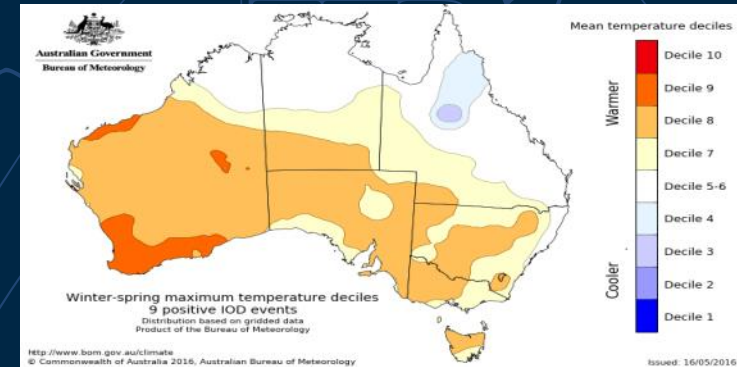 Australian Government
Bureau of Meteorology
Mean temperature deciles
Warmer
Decile 10
Decile 9
Decile 8
Decile 7
Decile 5-6
Decile 4
Decile 3
Decile 2
Decile 1
Cooler
Winter-spring maximum temperature deciles
9 positive IOD events
Distribution based on gridded data
Product of the Bureau of Meteorology
http://www.bom.gov.au/climate
© Commonwealth of Australia 2016, Australian Bureau of Meteorology
Issued: 16/05/2016